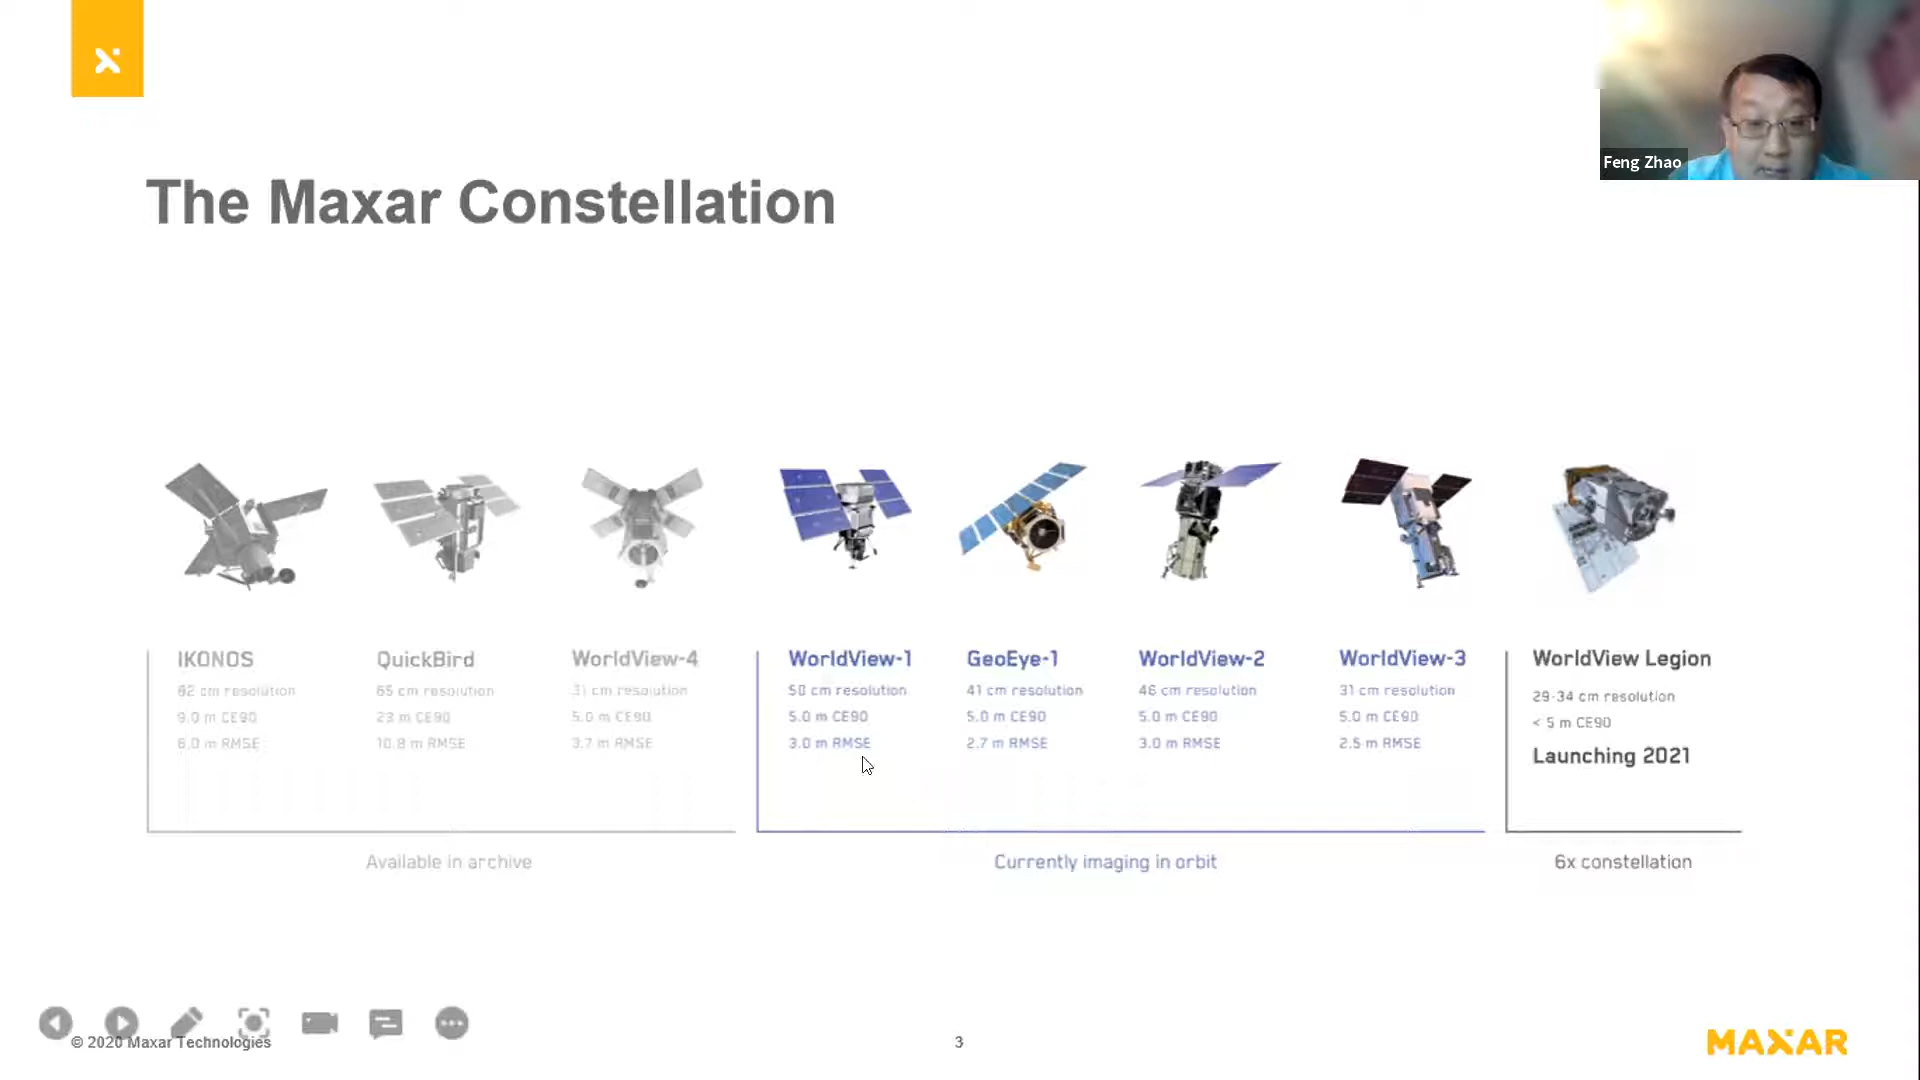 Feng Zhao
The Maxar Constellation
IKONOS
82 cm resolution
9.0 m CE90
6.0 m RMSE
QuickBird
65 cm resolution
23 m CE90
10.8 m RMSE
WorldView-4
31 cm resolution
5.0 m CE90
3.7 m RMSE
Available in archive
WorldView-1
50 cm resolution
5.0 m CE90
3.0 m RMSE
GeoEye-1
41 cm resolution
5.0 m CE90
2.7 m RMSE
WorldView-2
46 cm resolution
5.0 m CE90
3.0 m RMSE
WorldView-3
31 cm resolution
5.0 m CE90
2.5 m RMSE
Currently imaging in orbit
WorldView Legion
29-34 cm resolution
< 5 m CE90
Launching 2021
6x constellation
© 2020 Maxar Technologies
3
MAXAR